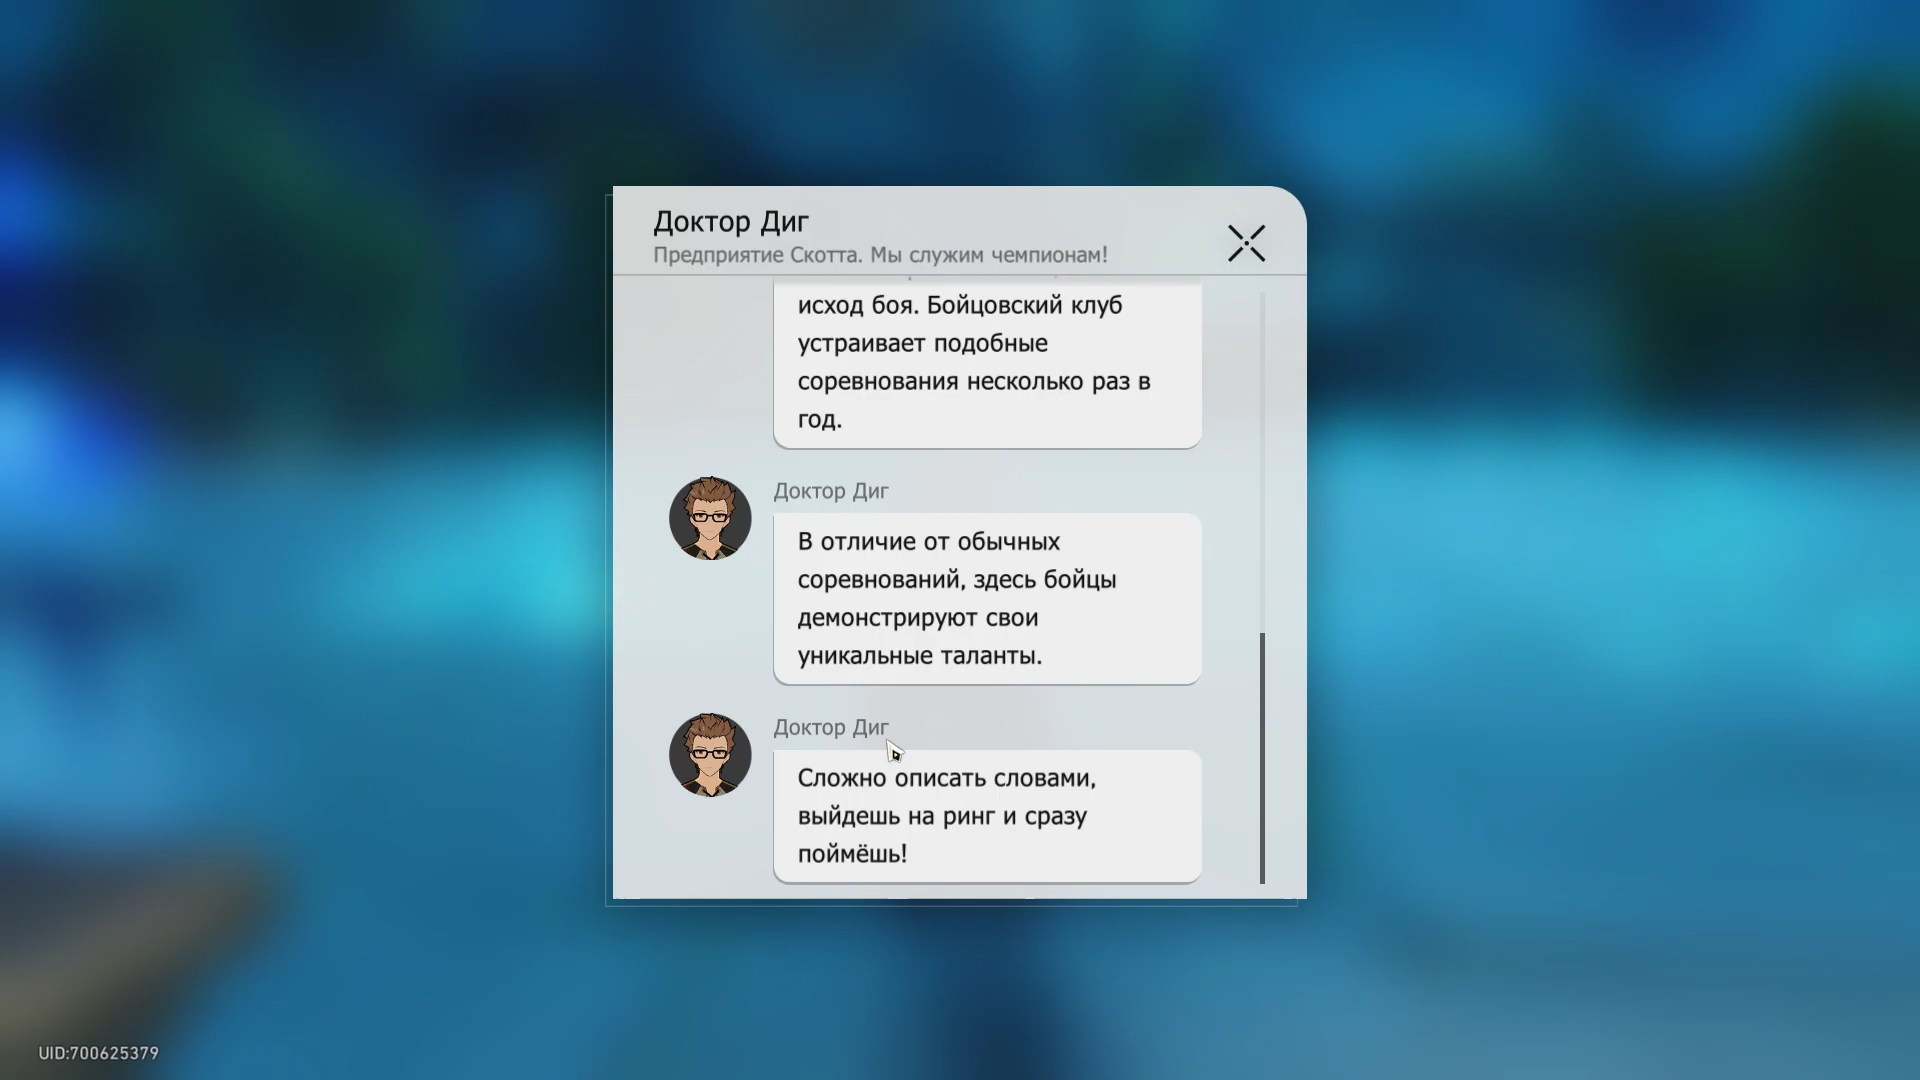 Доктор Диг
Предприятие Скотта. Мы служим чемпионам!
исход боя. Бойцовский клуб
устраивает подобные
соревнования несколько раз в
год.
Доктор Диг
В отличие от обычных
соревнований, здесь бойцы
демонстрируют свои
уникальные таланты.
Доктор Диг
Сложно описать словами,
выйдешь на ринг и сразу
поймёшь!
UID:700625379